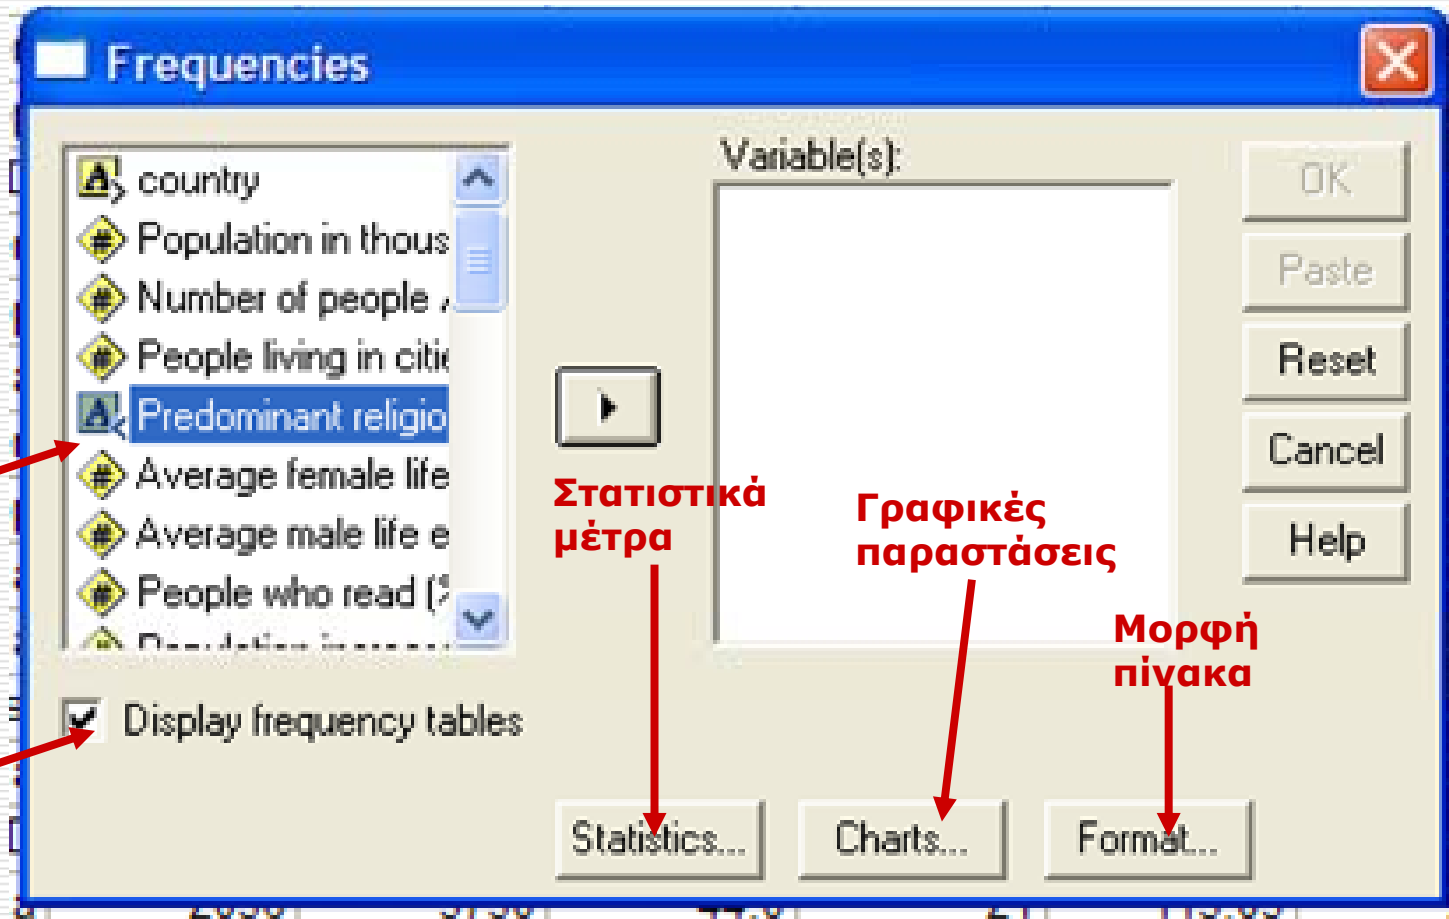 Frequencies
Variable(s):
country
Population in thous
Number of people
People living in citie
Predominant religio
Average female life
Average male life e
People who read (%
OK
Paste
Reset
Cancel
Help
Στατιστικά
μέτρα
Γραφικές
παραστάσεις
Μορφή
πίνακα
Display frequency tables
Statistics...
Charts...
Format...